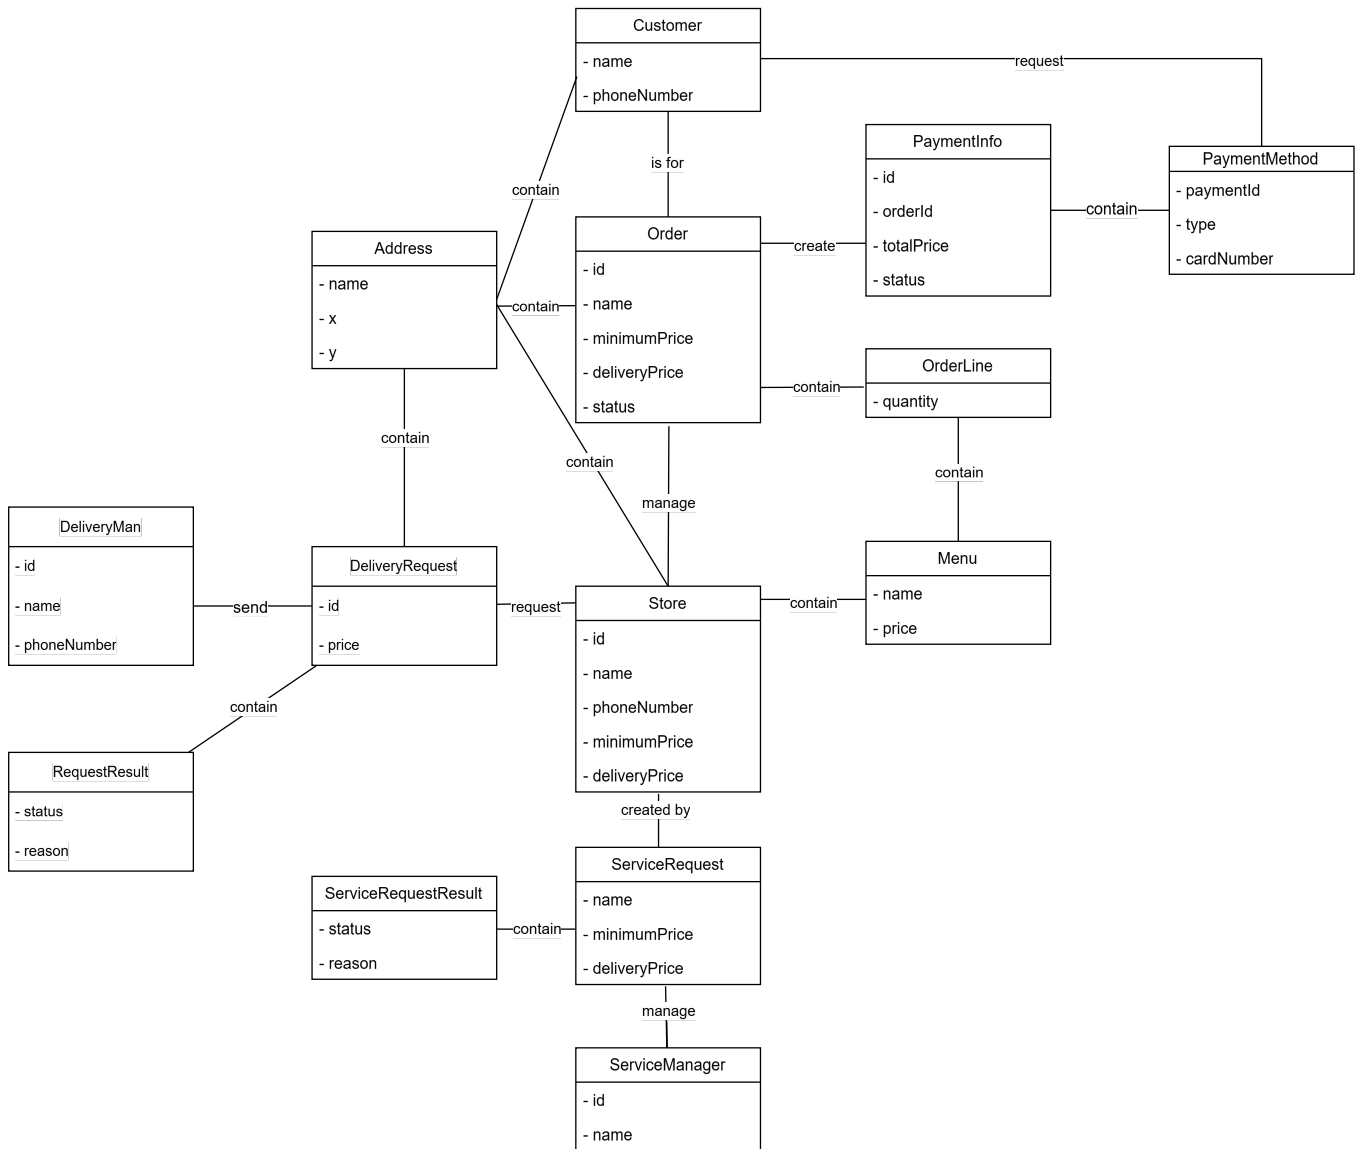 Customer
- name
- phoneNumber
request
is for
contain
PaymentInfo
- id
- orderId
- totalPrice
- status
contain
PaymentMethod
- paymentId
- type
- cardNumber
Address
- name
- x
- y
contain
Order
- id
- name
- minimumPrice
- deliveryPrice
- status
create
contain
OrderLine
- quantity
contain
contain
contain
manage
DeliveryMan
- id
- name
- phoneNumber
send
DeliveryRequest
- id
- price
request
Store
- id
- name
- phoneNumber
- minimumPrice
- deliveryPrice
contain
Menu
- name
- price
contain
RequestResult
- status
- reason
created by
ServiceRequestResult
- status
- reason
contain
ServiceRequest
- name
- minimumPrice
- deliveryPrice
manage
ServiceManager
- id
- name